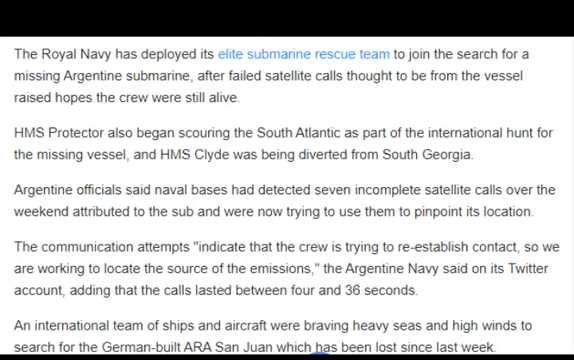 The Royal Navy has deployed its elite submarine rescue team to join the search for a
missing Argentine submarine, after failed satellite calls thought to be from the vessel
raised hopes the crew were still alive.
HMS Protector also began scouring the South Atlantic as part of the international hunt for
the missing vessel, and HMS Clyde was being diverted from South Georgia.
Argentine officials said naval bases had detected seven incomplete satellite calls over the
weekend attributed to the sub and were now trying to use them to pinpoint its location.
The communication attempts "indicate that the crew is trying to re-establish contact, so we
are working to locate the source of the emissions," the Argentine Navy said on its Twitter
account, adding that the calls lasted between four and 36 seconds.
An international team of ships and aircraft were braving heavy seas and high winds to
search for the German-built ARA San Juan which has been lost since last week.